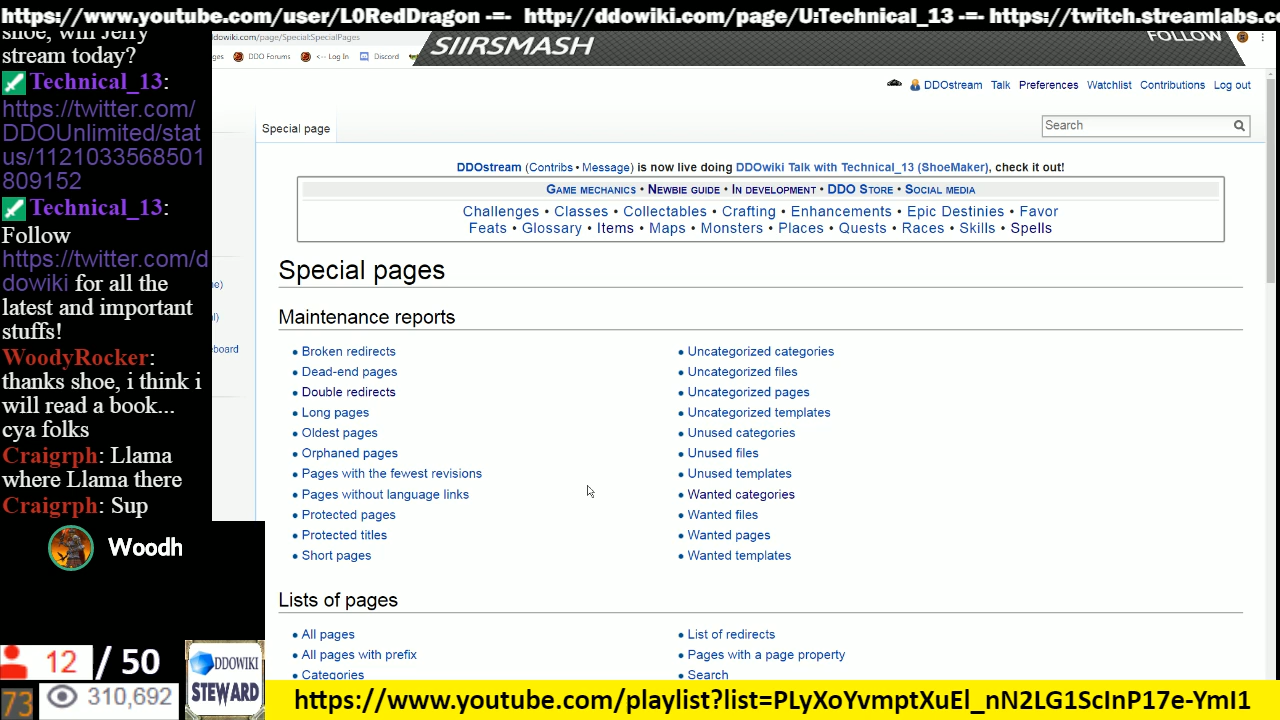 https://www.youtube.com/user/L0RedDragon -=- http://ddowiki.com/page/U:Technical_13 -=- https://twitch.streamlabs.c
shoe, will Jerry
stream today?
Technical_13:
https://twitter.com/
DDOUnlimited/stat
us/1121033568501
809152
Technical_13:
Follow
https://twitter.com/d
dowiki for all the
latest and important
stuffs!
WoodyRocker:
thanks shoe, i think i
will read a book...
cya folks
Craigrph: Llama
where Llama there
Craigrph: Sup
Woodh
12 / 50
73 310,692
DDOWIKI
STEWARD
ddowiki.com/page/Special:SpecialPages
ges DDO Forums <-- Log In Discord
SIIRSMASH
FOLLOW
DDOstream Talk Preferences Watchlist Contributions Log out
Special page
Search
DDOstream (Contribs • Message) is now live doing DDOwiki Talk with Technical_13 (ShoeMaker), check it out!
Game mechanics • Newbie guide • In development • DDO Store • Social media
Challenges • Classes • Collectables • Crafting • Enhancements • Epic Destinies • Favor
Feats • Glossary • Items • Maps • Monsters • Places • Quests • Races • Skills • Spells
e)
l)
board
Special pages
Maintenance reports
Broken redirects
Dead-end pages
Double redirects
Long pages
Oldest pages
Orphaned pages
Pages with the fewest revisions
Pages without language links
Protected pages
Protected titles
Short pages
Uncategorized categories
Uncategorized files
Uncategorized pages
Uncategorized templates
Unused categories
Unused files
Unused templates
Wanted categories
Wanted files
Wanted pages
Wanted templates
Lists of pages
All pages
All pages with prefix
Categories
List of redirects
Pages with a page property
Search
https://www.youtube.com/playlist?list=PLyXoYvmptXuEl_nN2LG1ScInP17e-YmI1